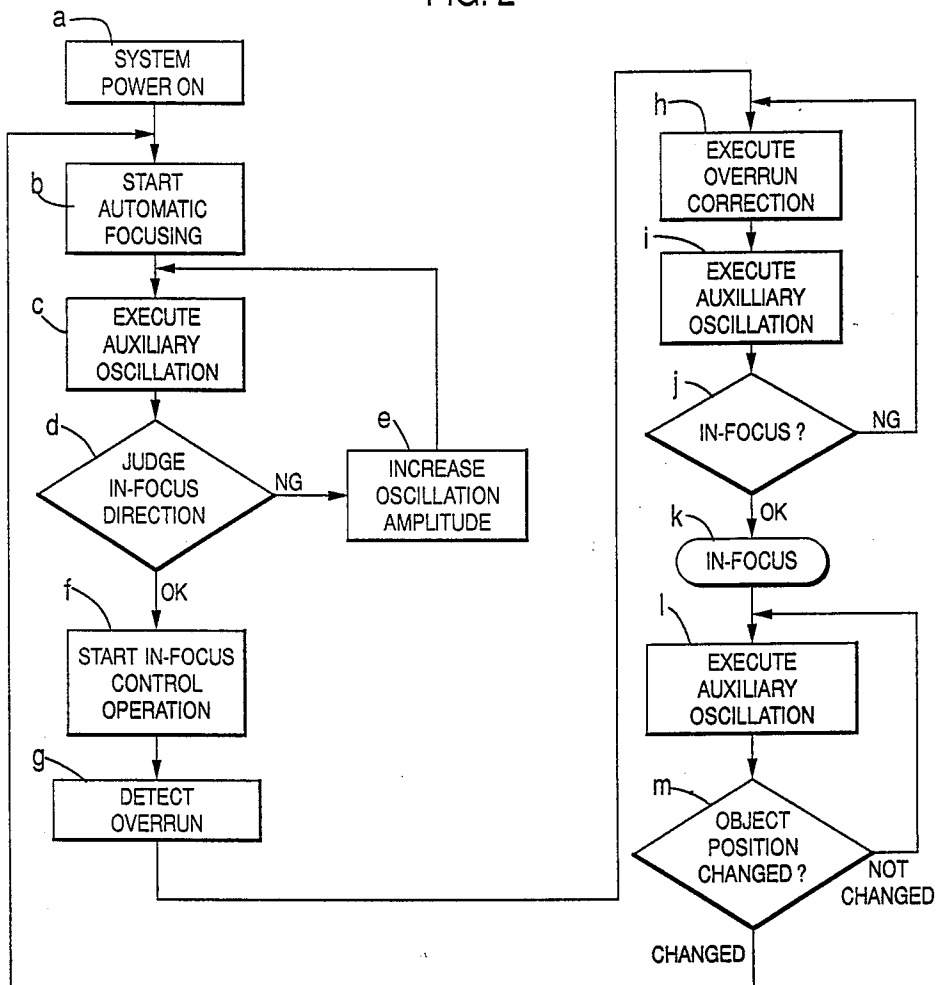 FIG. 2
a
SYSTEM
POWER ON
b
START
AUTOMATIC
FOCUSING
c
EXECUTE
AUXILIARY
OSCILLATION
d
JUDGE
IN-FOCUS
DIRECTION
NG
e
INCREASE
OSCILLATION
AMPLITUDE
OK
f
START IN-FOCUS
CONTROL
OPERATION
g
DETECT
OVERRUN
h
EXECUTE
OVERRUN
CORRECTION
i
EXECUTE
AUXILLIARY
OSCILLATION
j
IN-FOCUS ?
NG
OK
k
IN-FOCUS
l
EXECUTE
AUXILIARY
OSCILLATION
m
OBJECT
POSITION
CHANGED ?
NOT
CHANGED
CHANGED